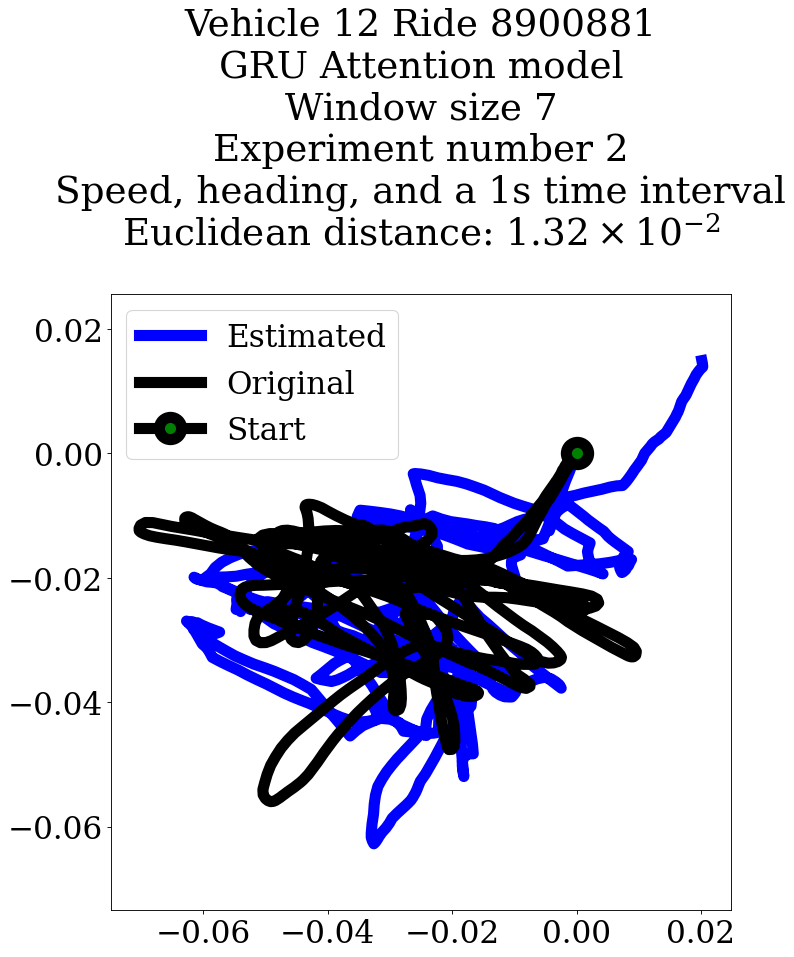 Vehicle 12 Ride 8900881
GRU Attention model
Window size 7
Experiment number 2
Speed, heading, and a 1s time interval
Euclidean distance: 1.32 × 10⁻²
Estimated
Original
Start
0.02
0.00
−0.02
−0.04
−0.06
−0.06 −0.04 −0.02 0.00 0.02